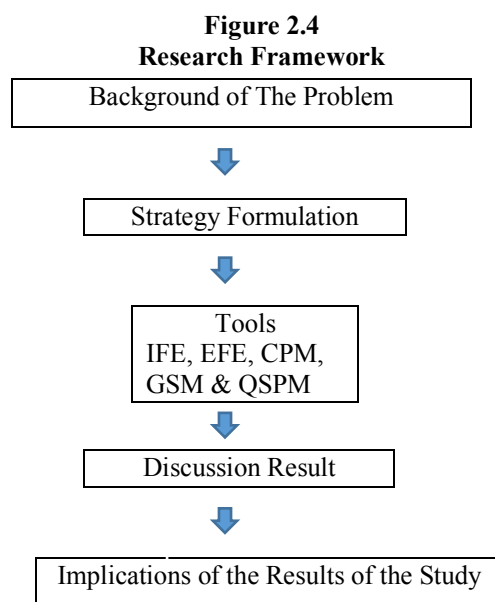 Figure 2.4
Research Framework
Background of The Problem
Strategy Formulation
Tools
IFE, EFE, CPM,
GSM & QSPM
Discussion Result
Implications of the Results of the Study